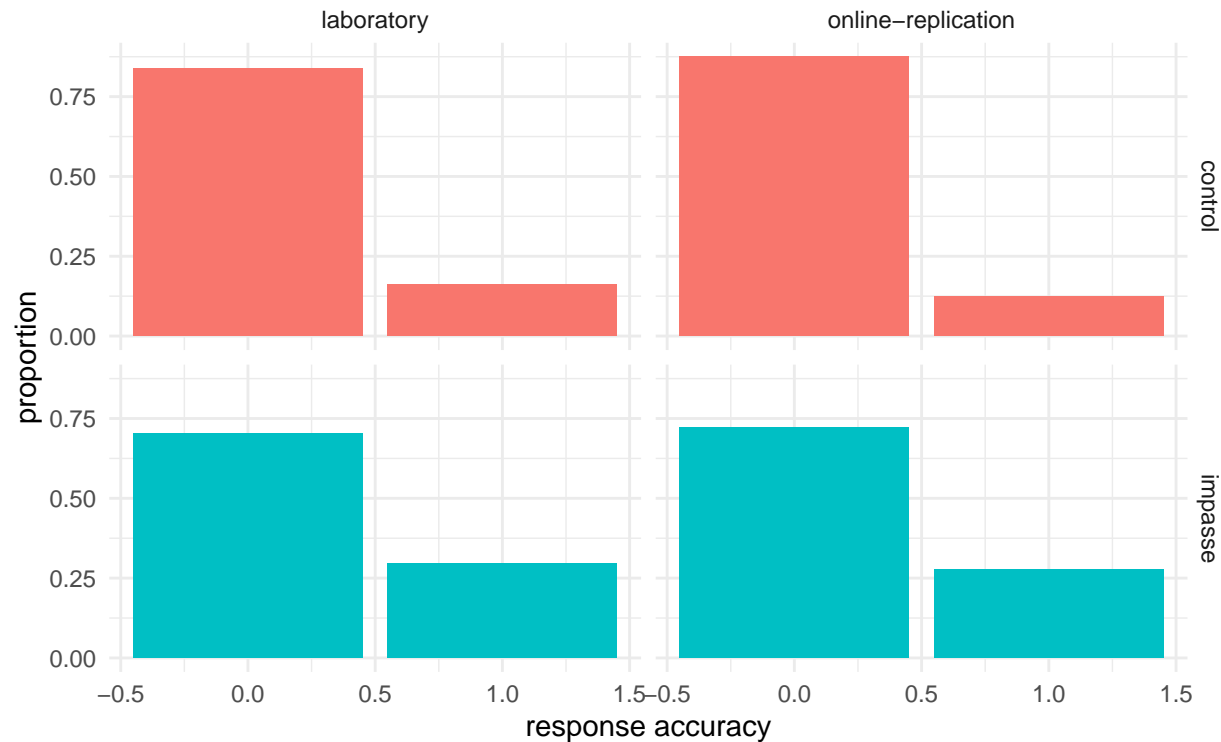 laboratory
online−replication
0.75
0.50
0.25
0.00
control
proportion
0.75
0.50
0.25
0.00
impasse
−0.5 0.0 0.5 1.0 1.5
−0.5 0.0 0.5 1.0 1.5
response accuracy